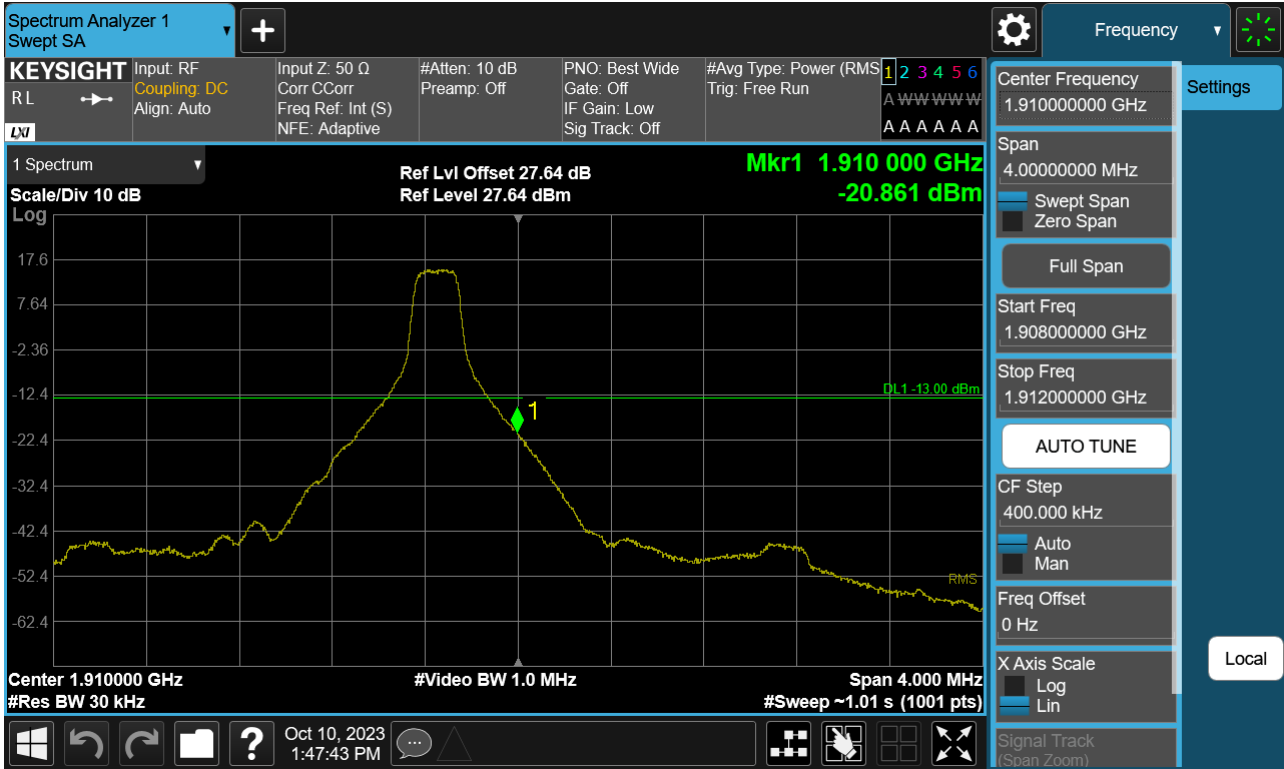 Spectrum Analyzer 1
Swept SA
Frequency
KEYSIGHT
R L
LXI
Input: RF
Coupling: DC
Align: Auto
Input Z: 50 Ω
Corr CCorr
Freq Ref: Int (S)
NFE: Adaptive
#Atten: 10 dB
Preamp: Off
PNO: Best Wide
Gate: Off
IF Gain: Low
Sig Track: Off
#Avg Type: Power (RMS
Trig: Free Run
1 2 3 4 5 6
A W W W W W
A A A A A A
1 Spectrum
Scale/Div 10 dB
Log
Ref Lvl Offset 27.64 dB
Ref Level 27.64 dBm
Mkr1 1.910 000 GHz
-20.861 dBm
17.6
7.64
-2.36
-12.4
-22.4
-32.4
-42.4
-52.4
-62.4
DL1 -13.00 dBm
1
RMS
Center 1.910000 GHz
#Video BW 1.0 MHz
Span 4.000 MHz
#Res BW 30 kHz
#Sweep ~1.01 s (1001 pts)
Center Frequency
1.910000000 GHz
Span
4.00000000 MHz
Swept Span
Zero Span
Full Span
Start Freq
1.908000000 GHz
Stop Freq
1.912000000 GHz
AUTO TUNE
CF Step
400.000 kHz
Auto
Man
Freq Offset
0 Hz
X Axis Scale
Log
Lin
Signal Track
(Span Zoom)
Settings
Local
?
Oct 10, 2023
1:47:43 PM